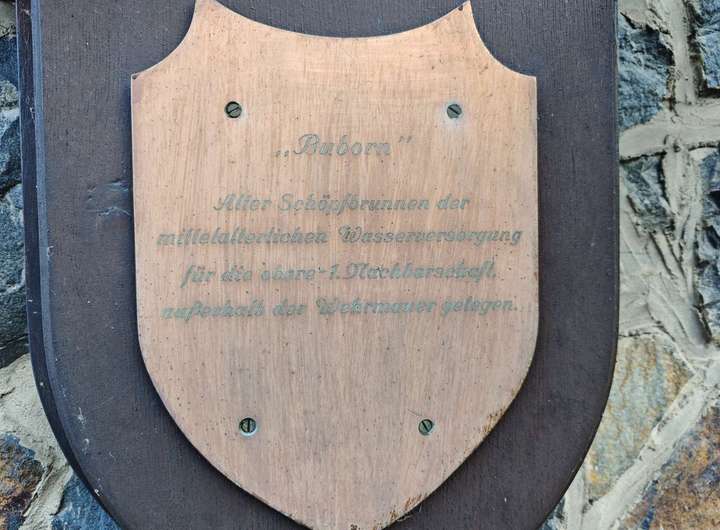 „Buborn”
Alter Schöpfbrunnen der
mittelalterlichen Wasserversorgung
für die obere-1. Nachbarschaft,
außerhalb der Wehrmauer gelegen.